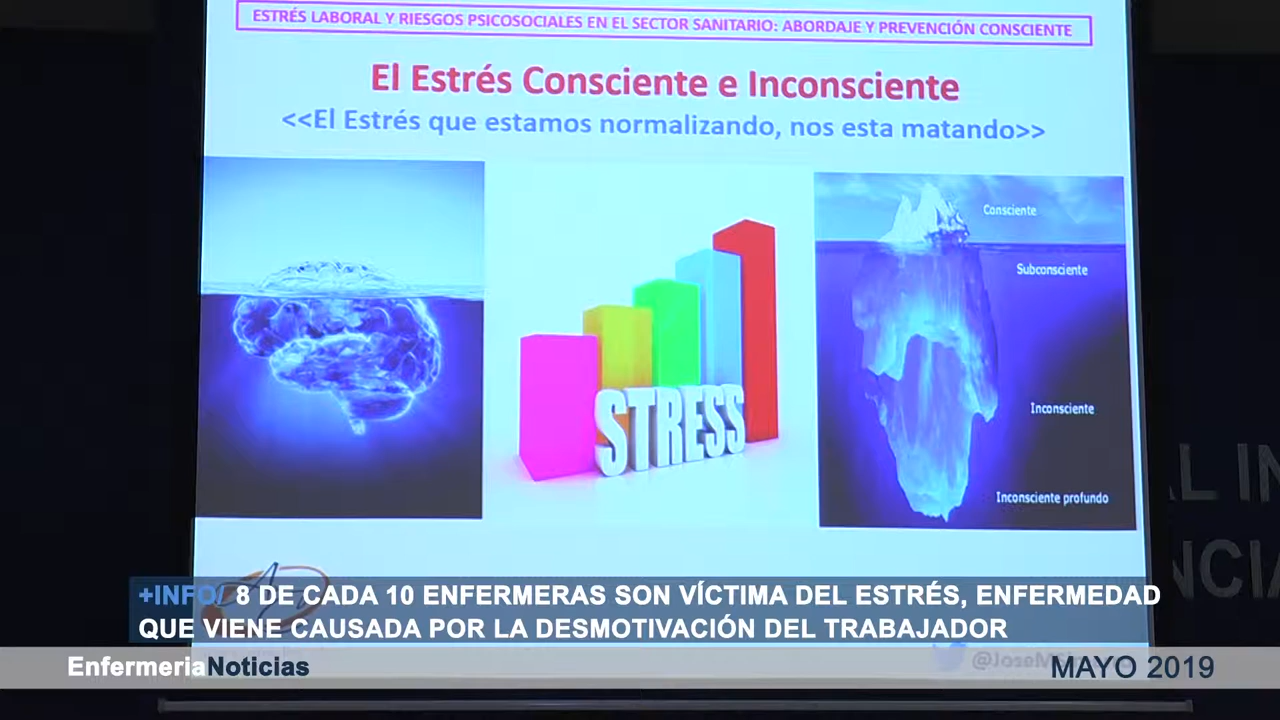 ESTRÉS LABORAL Y RIESGOS PSICOSOCIALES EN EL SECTOR SANITARIO: ABORDAJE Y PREVENCIÓN CONSCIENTE
El Estrés Consciente e Inconsciente
<<El Estrés que estamos normalizando, nos esta matando>>
Consciente
Subconsciente
STRESS
Inconsciente
Inconsciente profundo
+INFO/ 8 DE CADA 10 ENFERMERAS SON VÍCTIMA DEL ESTRÉS, ENFERMEDAD
QUE VIENE CAUSADA POR LA DESMOTIVACIÓN DEL TRABAJADOR
EnfermeriaNoticias
MAYO 2019